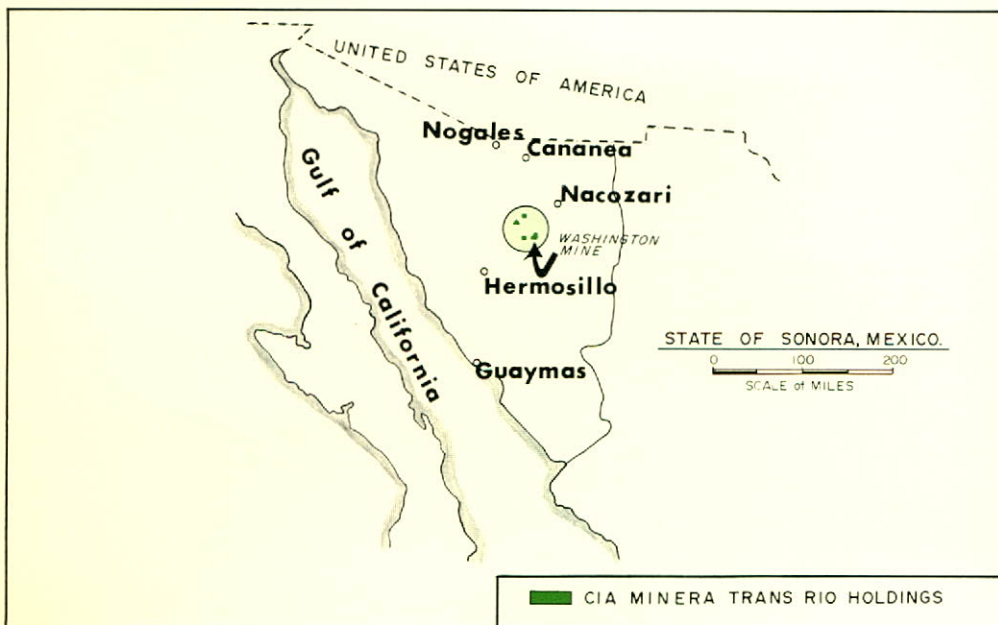 UNITED STATES OF AMERICA
Nogales
Cananea
Nacozari
Gulf of California
WASHINGTON
MINE
Hermosillo
STATE OF SONORA, MEXICO.
0 100 200
SCALE of MILES
Guaymas
CIA MINERA TRANS RIO HOLDINGS